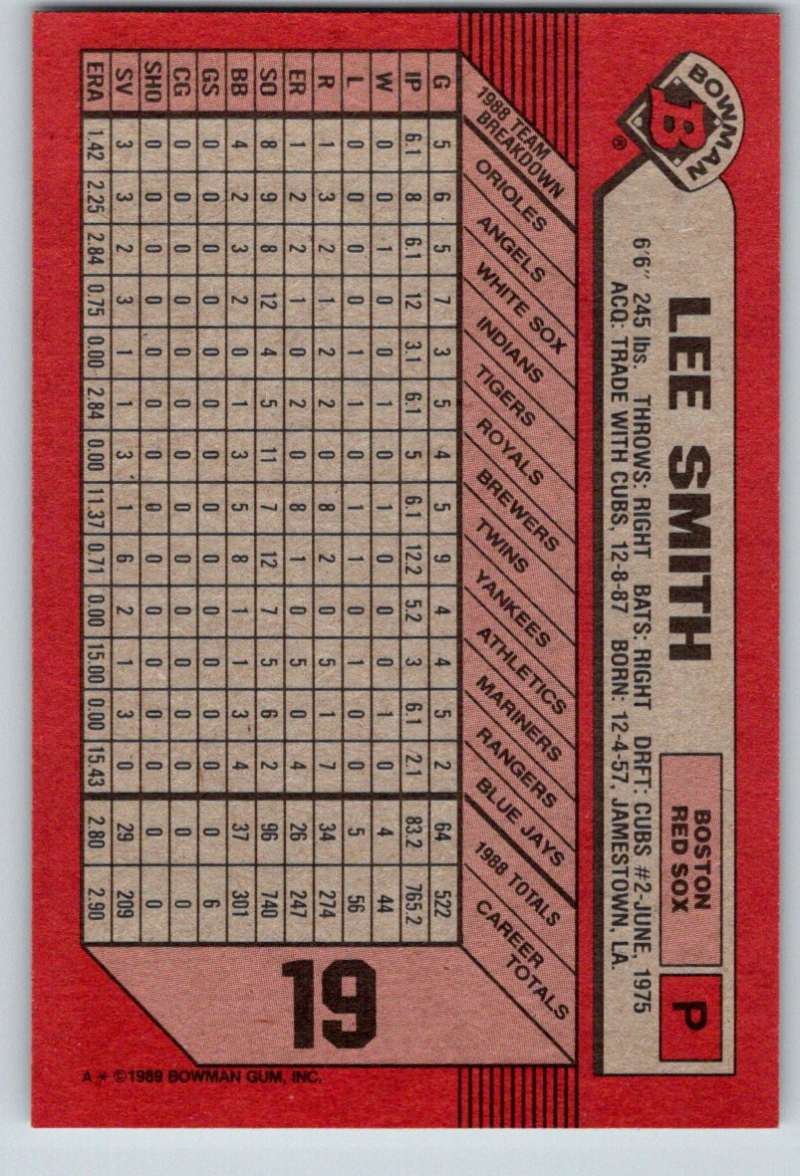 BOWMAN
B
®
LEE SMITH
BOSTON
RED SOX
P
6'6" 245 lbs. THROWS: RIGHT BATS: RIGHT DRFT: CUBS #2-JUNE, 1975
ACQ: TRADE WITH CUBS, 12-8-87 BORN: 12-4-57, JAMESTOWN, LA.
1988 TEAM
BREAKDOWN
ORIOLES
ANGELS
WHITE SOX
INDIANS
TIGERS
ROYALS
BREWERS
TWINS
YANKEES
ATHLETICS
MARINERS
RANGERS
BLUE JAYS
1988 TOTALS
CAREER
TOTALS
G 5 6 5 7 3 5 4 5 9 4 4 5 2 64 522
IP 6.1 8 6.1 12 3.1 6.1 5 6.1 12.2 5.2 3 6.1 2.1 83.2 765.2
W 0 0 1 0 0 1 0 1 0 0 0 1 0 4 44
L 0 0 0 0 1 1 0 1 1 0 1 0 0 5 56
R 1 3 2 1 2 2 0 8 2 0 5 1 7 34 274
ER 1 2 2 1 0 2 0 8 1 0 5 0 4 26 247
SO 8 9 8 12 4 5 11 7 12 7 5 6 2 96 740
BB 4 2 3 2 0 1 3 5 8 1 1 3 4 37 301
GS 0 0 0 0 0 0 0 0 0 0 0 0 0 0 6
CG 0 0 0 0 0 0 0 0 0 0 0 0 0 0 0
SHO 0 0 0 0 0 0 0 0 0 0 0 0 0 0 0
SV 3 3 2 3 1 1 3 1 6 2 1 3 0 29 209
ERA 1.42 2.25 2.84 0.75 0.00 2.84 0.00 11.37 0.71 0.00 15.00 0.00 15.43 2.80 2.90
19
A * ©1989 BOWMAN GUM, INC.